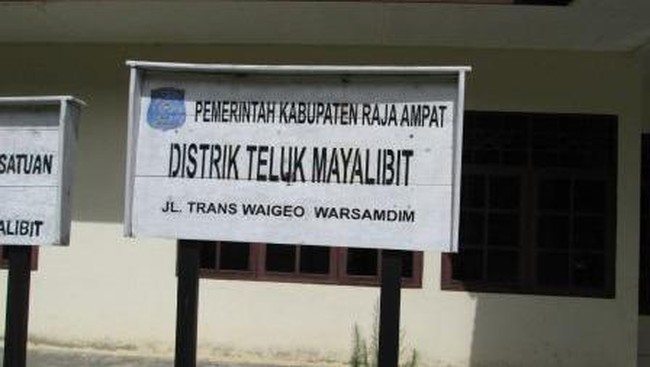 PEMERINTAH KABUPATEN RAJA AMPAT
DISTRIK TELUK MAYALIBIT
JL. TRANS WAIGEO WARSAMDIM
SATUAN
ALIBIT